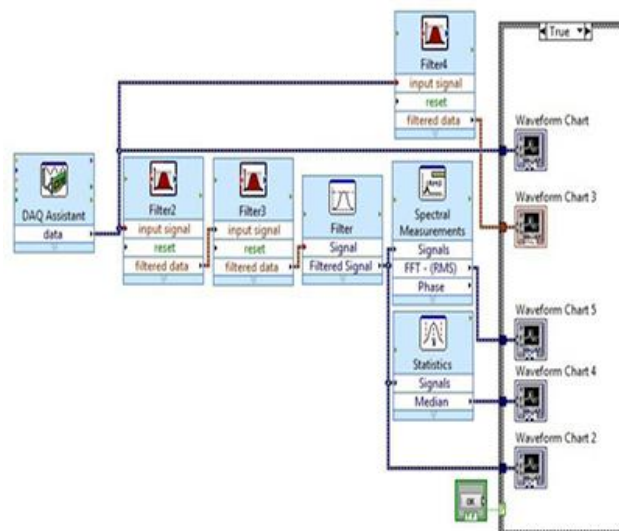 True
Filter4
input signal
reset
filtered data
Waveform Chart
DAQ Assistant
data
Filter2
input signal
reset
filtered data
Filter3
input signal
reset
filtered data
Filter
Signal
Filtered Signal
Spectral
Measurements
Signals
FFT - (RMS)
Phase
Waveform Chart 3
Waveform Chart 5
Statistics
Signals
Median
Waveform Chart 4
Waveform Chart 2
OK